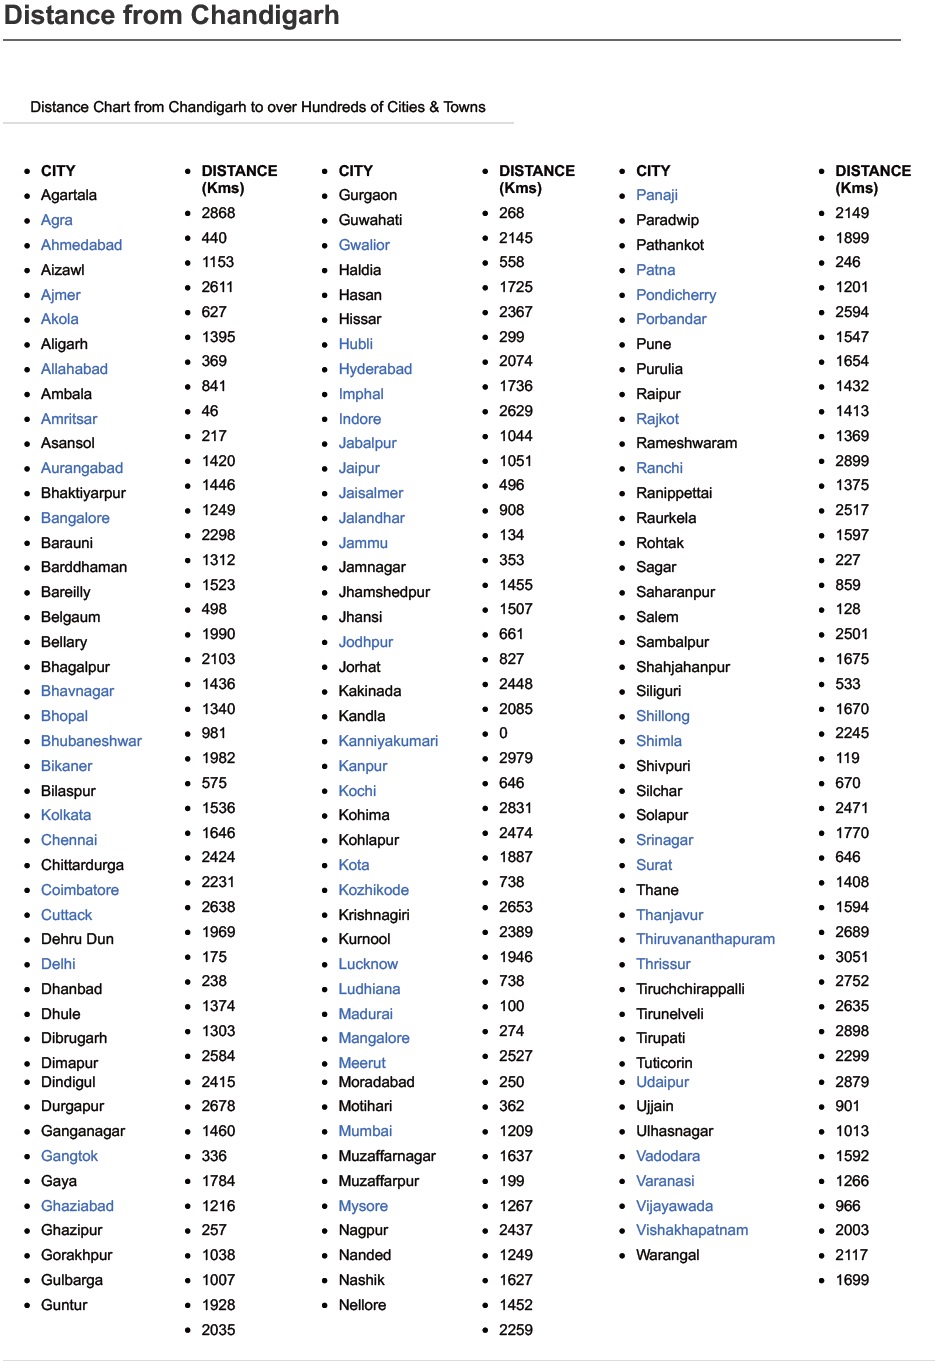 Distance from Chandigarh
Distance Chart from Chandigarh to over Hundreds of Cities & Towns
CITY
Agartala
Agra
Ahmedabad
Aizawl
Ajmer
Akola
Aligarh
Allahabad
Ambala
Amritsar
Asansol
Aurangabad
Bhaktiyarpur
Bangalore
Barauni
Barddhaman
Bareilly
Belgaum
Bellary
Bhagalpur
Bhavnagar
Bhopal
Bhubaneshwar
Bikaner
Bilaspur
Kolkata
Chennai
Chittardurga
Coimbatore
Cuttack
Dehru Dun
Delhi
Dhanbad
Dhule
Dibrugarh
Dimapur
Dindigul
Durgapur
Ganganagar
Gangtok
Gaya
Ghaziabad
Ghazipur
Gorakhpur
Gulbarga
Guntur
DISTANCE
(Kms)
2868
440
1153
2611
627
1395
369
841
46
217
1420
1446
1249
2298
1312
1523
498
1990
2103
1436
1340
981
1982
575
1536
1646
2424
2231
2638
1969
175
238
1374
1303
2584
2415
2678
1460
336
1784
1216
257
1038
1007
1928
2035
CITY
Gurgaon
Guwahati
Gwalior
Haldia
Hasan
Hissar
Hubli
Hyderabad
Imphal
Indore
Jabalpur
Jaipur
Jaisalmer
Jalandhar
Jammu
Jamnagar
Jhamshedpur
Jhansi
Jodhpur
Jorhat
Kakinada
Kandla
Kanniyakumari
Kanpur
Kochi
Kohima
Kohlapur
Kota
Kozhikode
Krishnagiri
Kurnool
Lucknow
Ludhiana
Madurai
Mangalore
Meerut
Moradabad
Motihari
Mumbai
Muzaffarnagar
Muzaffarpur
Mysore
Nagpur
Nanded
Nashik
Nellore
DISTANCE
(Kms)
268
2145
558
1725
2367
299
2074
1736
2629
1044
1051
496
908
134
353
1455
1507
661
827
2448
2085
0
2979
646
2831
2474
1887
738
2653
2389
1946
738
100
274
2527
250
362
1209
1637
199
1267
2437
1249
1627
1452
2259
CITY
Panaji
Paradwip
Pathankot
Patna
Pondicherry
Porbandar
Pune
Purulia
Raipur
Rajkot
Rameshwaram
Ranchi
Ranippettai
Raurkela
Rohtak
Sagar
Saharanpur
Salem
Sambalpur
Shahjahanpur
Siliguri
Shillong
Shimla
Shivpuri
Silchar
Solapur
Srinagar
Surat
Thane
Thanjavur
Thiruvananthapuram
Thrissur
Tiruchchirappalli
Tirunelveli
Tirupati
Tuticorin
Udaipur
Ujjain
Ulhasnagar
Vadodara
Varanasi
Vijayawada
Vishakhapatnam
Warangal
DISTANCE
(Kms)
2149
1899
246
1201
2594
1547
1654
1432
1413
1369
2899
1375
2517
1597
227
859
128
2501
1675
533
1670
2245
119
670
2471
1770
646
1408
1594
2689
3051
2752
2635
2898
2299
2879
901
1013
1592
1266
966
2003
2117
1699